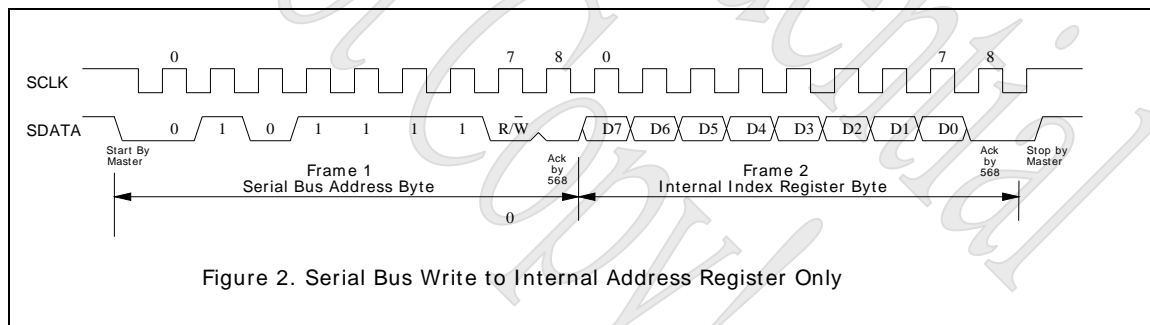 0 7 8 0 7 8
SCLK
SDATA 0 1 0 1 1 1 1 R/W̅ D7 D6 D5 D4 D3 D2 D1 D0
Start By Master
Ack by 568
Ack by 568
Stop by Master
Frame 1
Serial Bus Address Byte
Frame 2
Internal Index Register Byte
0
Figure 2. Serial Bus Write to Internal Address Register Only